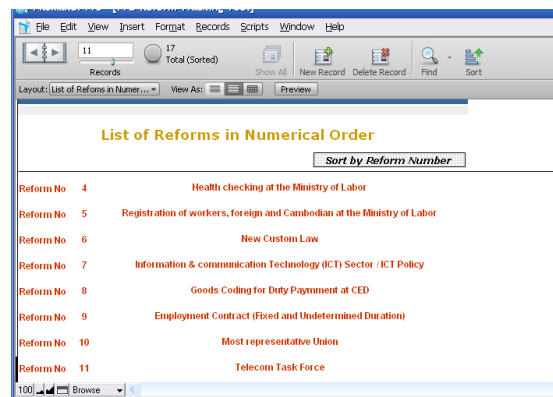 File Edit View Insert Format Records Scripts Window Help
11
17
Total (Sorted)
Records
Show All New Record Delete Record Find Sort
Layout: List of Refoms in Numer... View As: Preview
List of Reforms in Numerical Order
Sort by Reform Number
Reform No 4 Health checking at the Ministry of Labor
Reform No 5 Registration of workers, foreign and Cambodian at the Ministry of Labor
Reform No 6 New Custom Law
Reform No 7 Information & communication Technology (ICT) Sector / ICT Policy
Reform No 8 Goods Coding for Duty Paymment at CED
Reform No 9 Employment Contract (Fixed and Undetermined Duration)
Reform No 10 Most representative Union
Reform No 11 Telecom Task Force
100 Browse